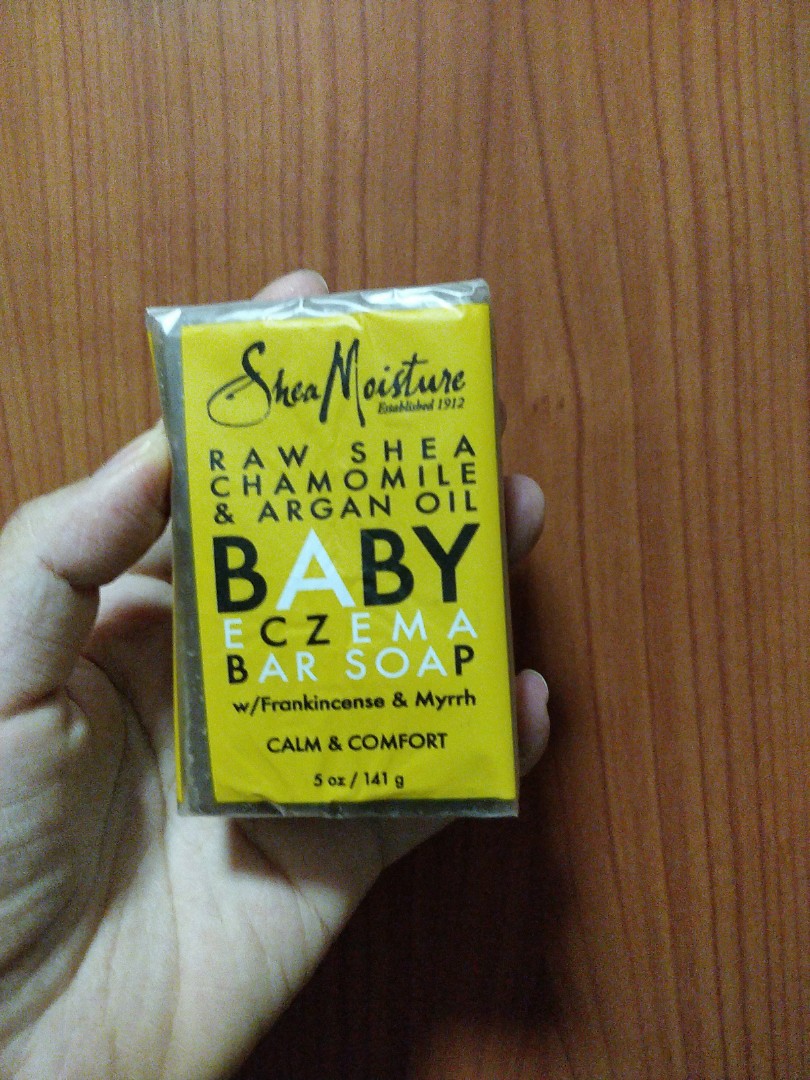 SheaMoisture
Established 1912
RAW SHEA
CHAMOMILE
& ARGAN OIL
BABY
ECZEMA
BAR SOAP
w/Frankincense & Myrrh
CALM & COMFORT
5 oz / 141 g